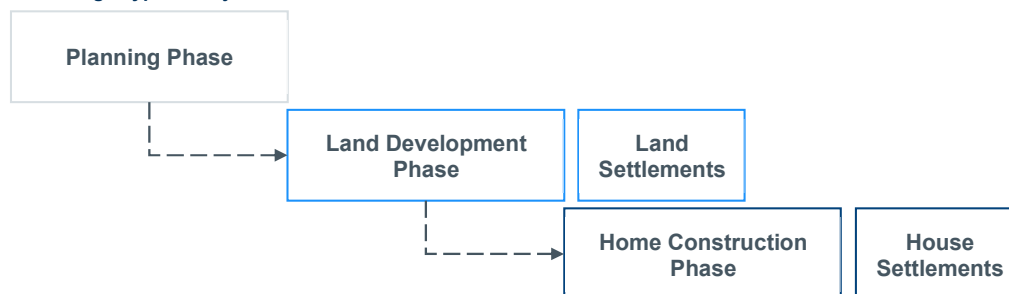 Planning Phase
Land Development
Phase
Land
Settlements
Home Construction
Phase
House
Settlements